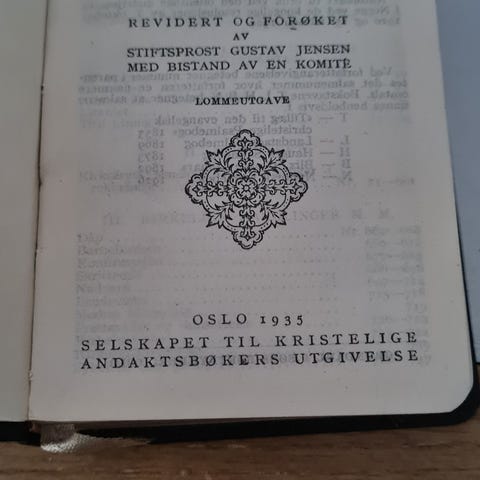 REVIDERT OG FORØKET
AV
STIFTSPROST GUSTAV JENSEN
MED BISTAND AV EN KOMITÉ
LOMMEUTGAVE
OSLO 1935
SELSKAPET TIL KRISTELIGE
ANDAKTSBØKERS UTGIVELSE